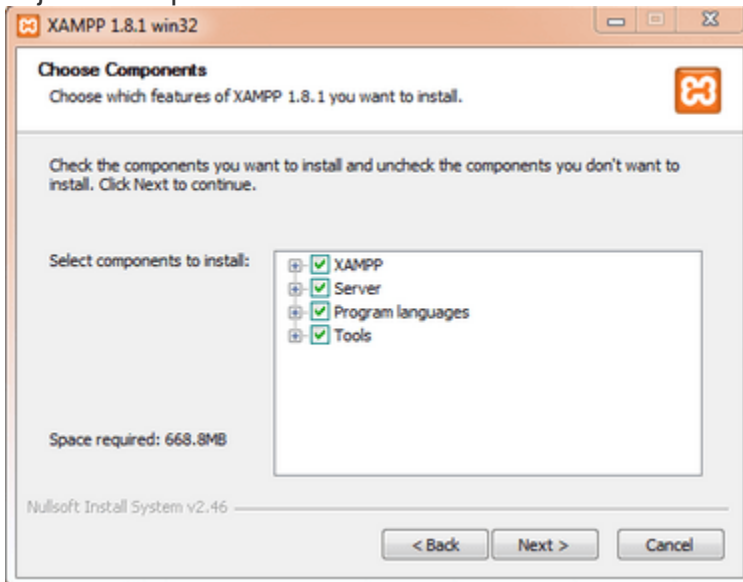 XAMPP 1.8.1 win32
Choose Components
Choose which features of XAMPP 1.8.1 you want to install.
Check the components you want to install and uncheck the components you don't want to
install. Click Next to continue.
Select components to install:
XAMPP
Server
Program languages
Tools
Space required: 668.8MB
Nullsoft Install System v2.46
< Back
Next >
Cancel